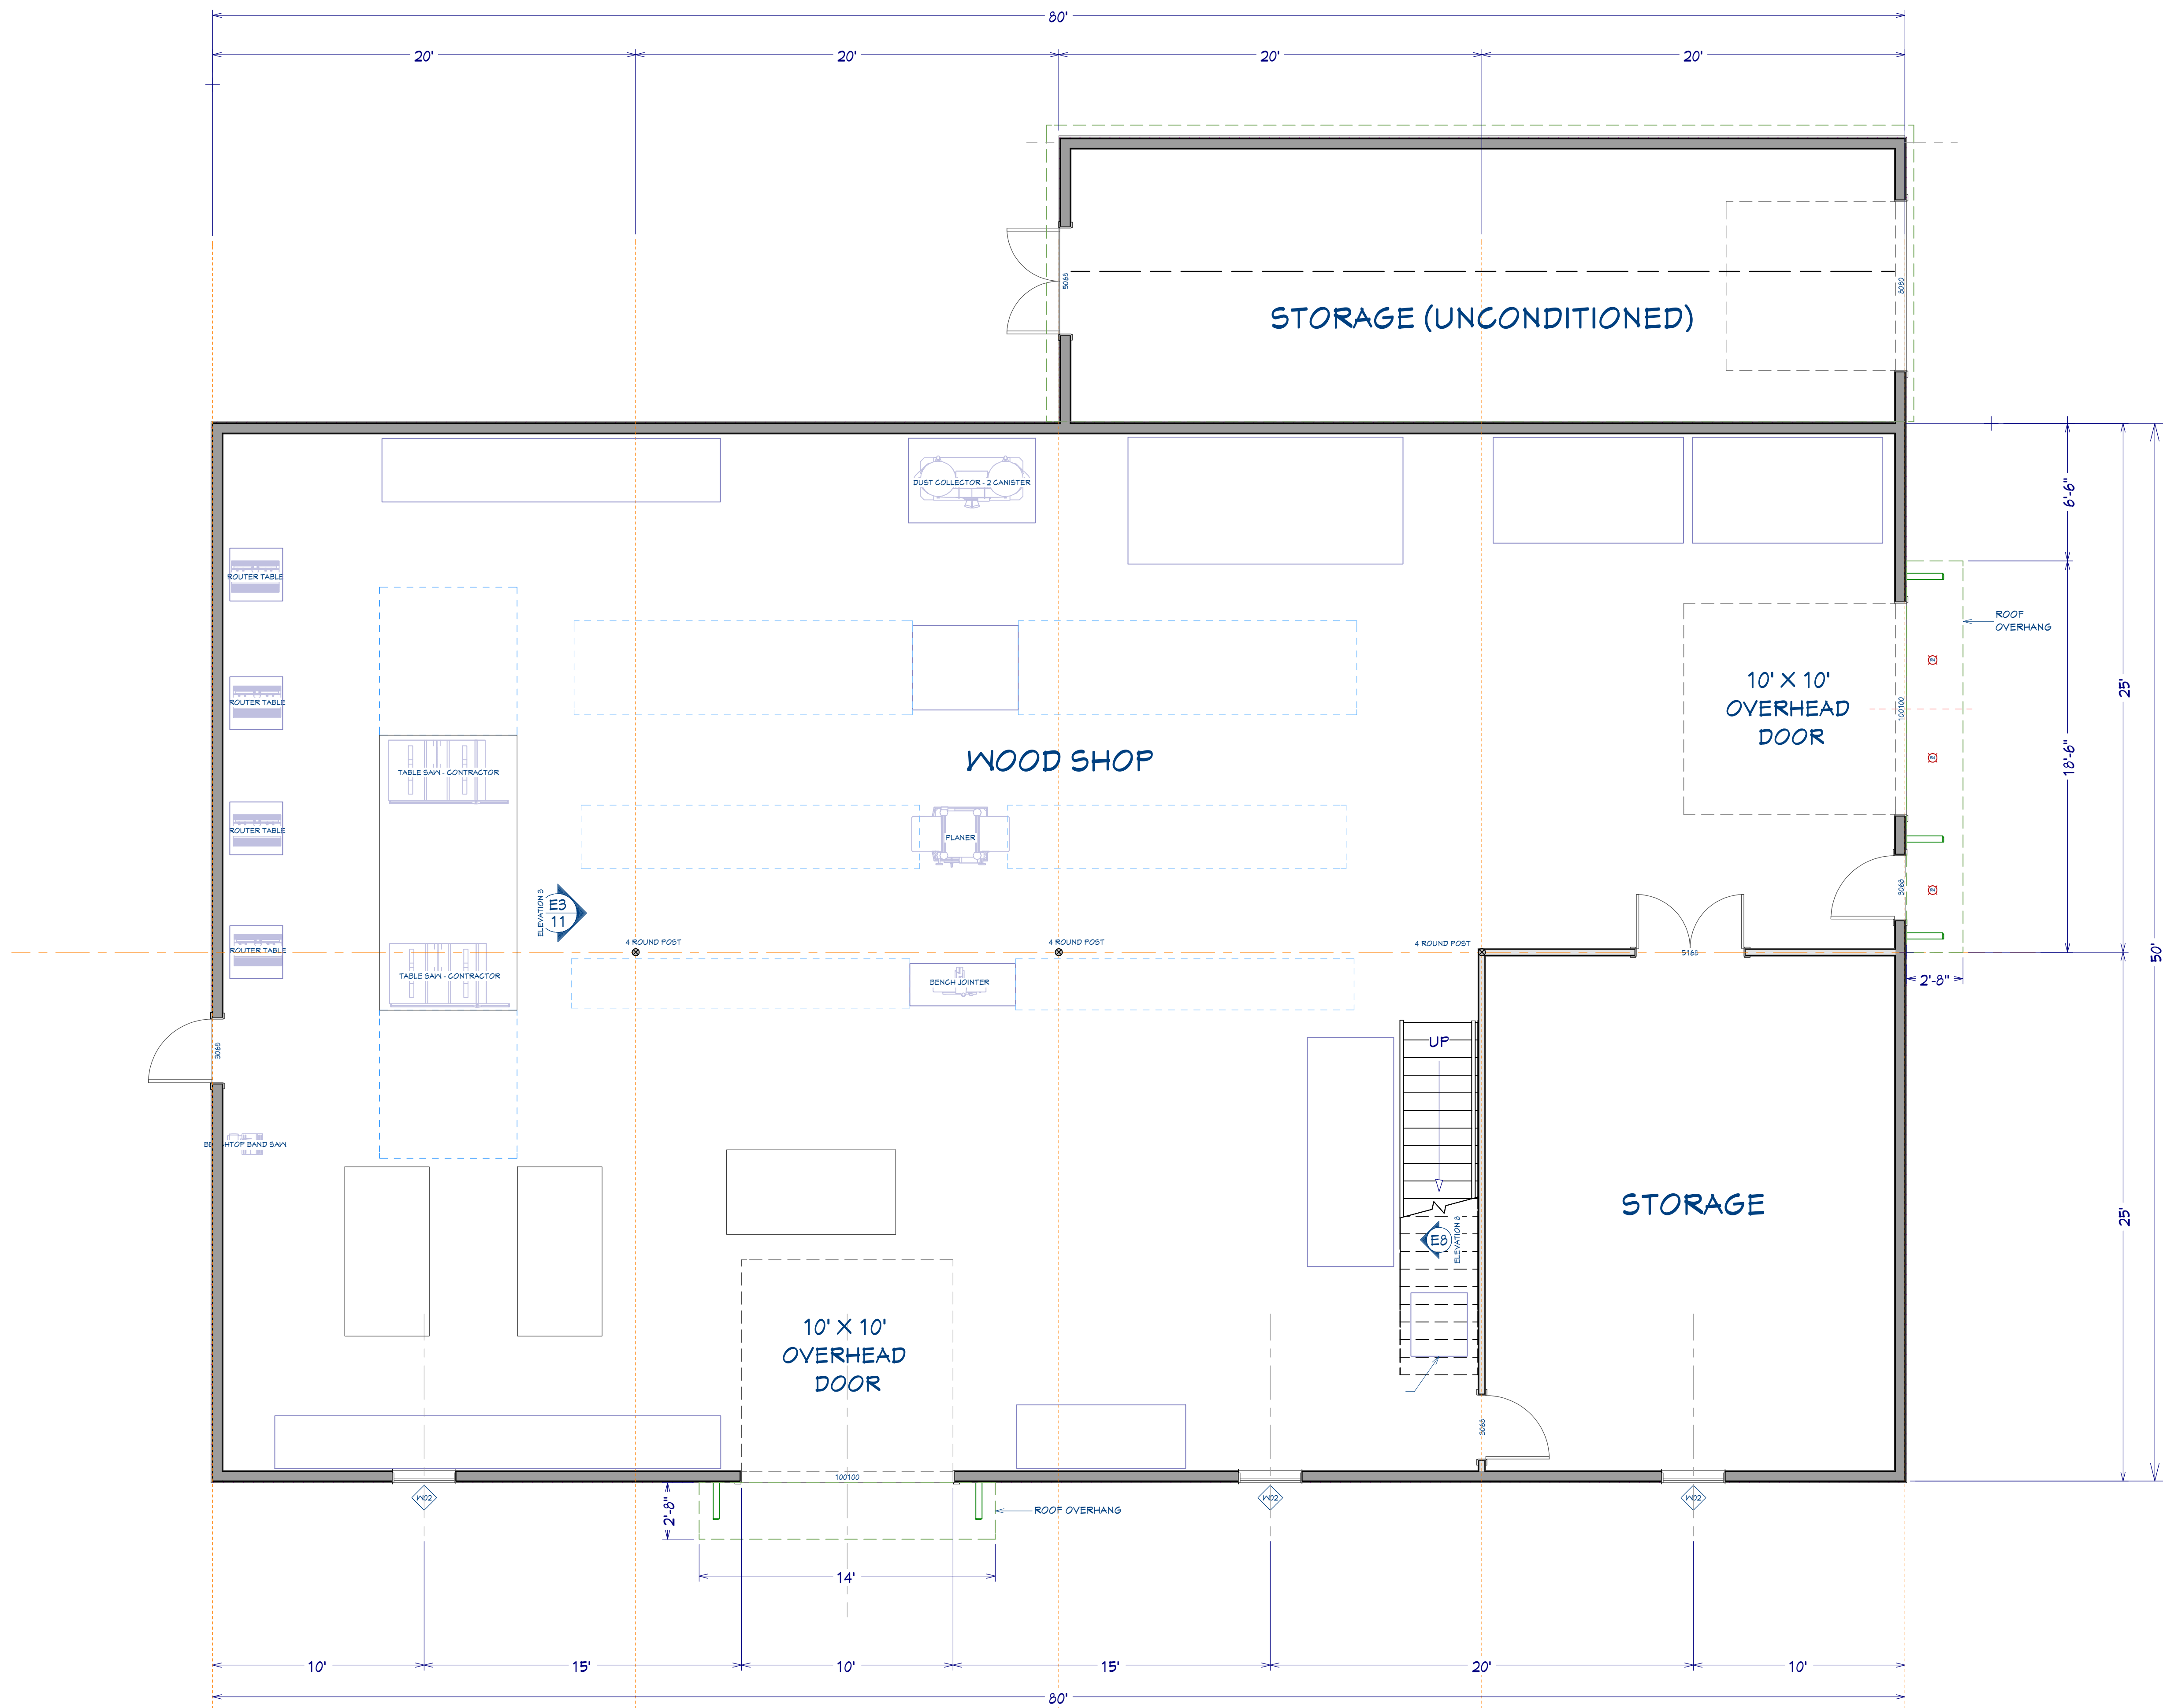 80'
20'
20'
20'
20'
5068
8080
STORAGE (UNCONDITIONED)
DUST COLLECTOR - 2 CANISTER
6'-6"
ROUTER TABLE
ROOF
OVERHANG
10' X 10'
OVERHEAD
DOOR
100100
25'
ROUTER TABLE
WOOD SHOP
18'-6"
TABLE SAW - CONTRACTOR
ROUTER TABLE
PLANER
3068
ELEVATION 3
E3
11
4 ROUND POST
4 ROUND POST
4 ROUND POST
ROUTER TABLE
5168
50'
TABLE SAW - CONTRACTOR
BENCH JOINTER
2'-8"
3068
UP
HTOP BAND SAW
STORAGE
25'
E8
ELEVATION 8
10' X 10'
OVERHEAD
DOOR
3068
100100
W02
W02
W02
2'-8"
ROOF OVERHANG
14'
10'
15'
10'
15'
20'
10'
80'